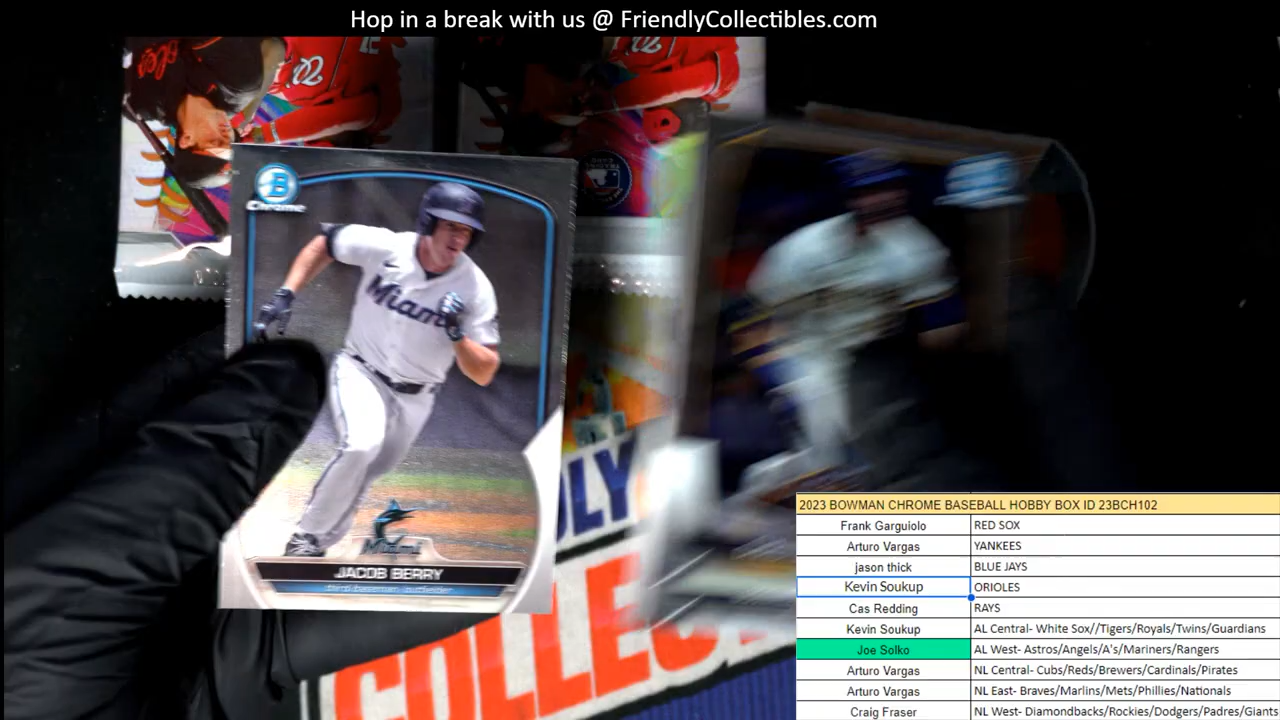 Hop in a break with us @ FriendlyCollectibles.com
B
Chrome
Miami
Miami
JACOB BERRY
third baseman · outfielder
DLY
COLLEC
2023 BOWMAN CHROME BASEBALL HOBBY BOX ID 23BCH102
Frank Garguiolo RED SOX
Arturo Vargas YANKEES
jason thick BLUE JAYS
Kevin Soukup ORIOLES
Cas Redding RAYS
Kevin Soukup AL Central- White Sox//Tigers/Royals/Twins/Guardians
Joe Solko AL West- Astros/Angels/A's/Mariners/Rangers
Arturo Vargas NL Central- Cubs/Reds/Brewers/Cardinals/Pirates
Arturo Vargas NL East- Braves/Marlins/Mets/Phillies/Nationals
Craig Fraser NL West- Diamondbacks/Rockies/Dodgers/Padres/Giants